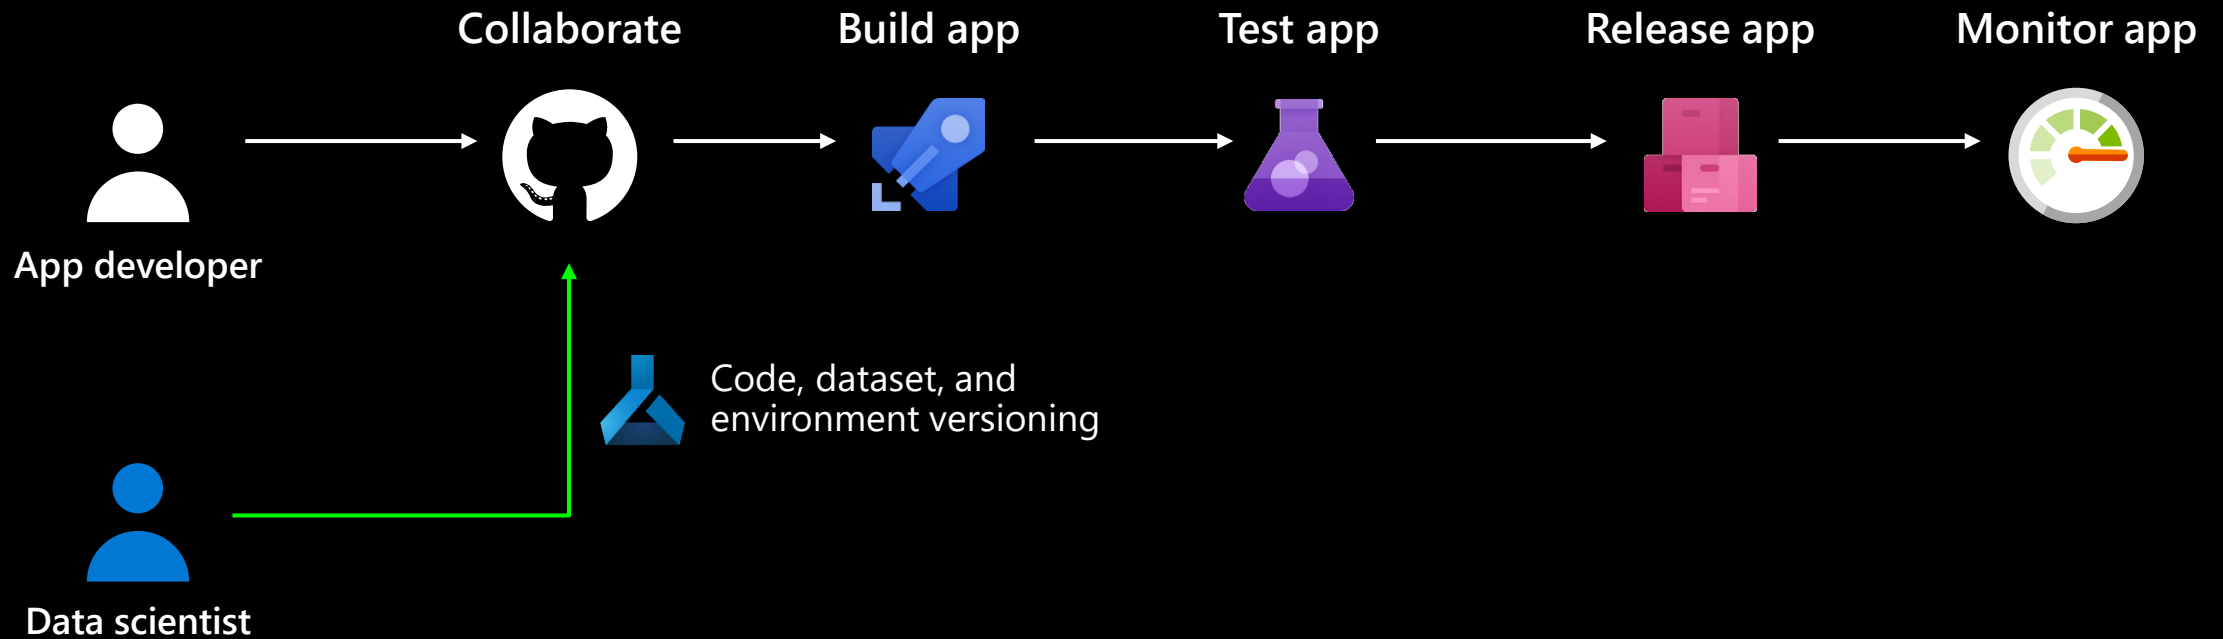 Collaborate
Build app
Test app
Release app
Monitor app
App developer
Code, dataset, and
environment versioning
Data scientist